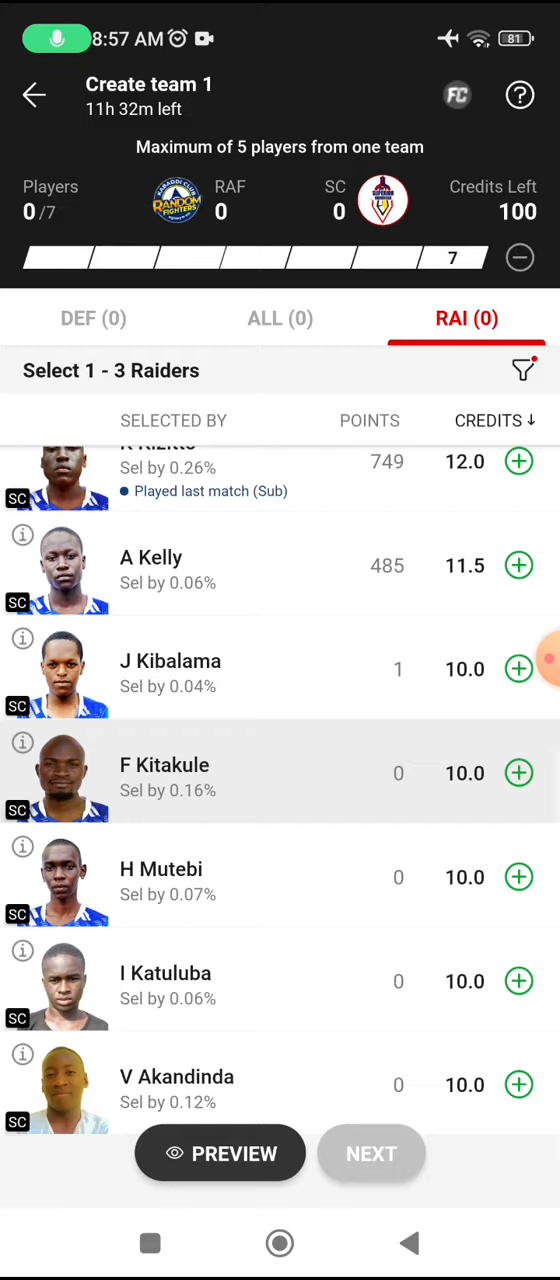 8:57 AM
81
Create team 1
11h 32m left
FC
?
Maximum of 5 players from one team
Players
0/7
KABADDI CLUB
RANDOM
FIGHTERS
RAF
0
SC
0
Credits Left
100
7
DEF (0)
ALL (0)
RAI (0)
Select 1 - 3 Raiders
SELECTED BY
POINTS
CREDITS ↓
K Kizitto
Sel by 0.26%
749
12.0
Played last match (Sub)
SC
A Kelly
Sel by 0.06%
485
11.5
SC
J Kibalama
Sel by 0.04%
1
10.0
SC
F Kitakule
Sel by 0.16%
0
10.0
SC
H Mutebi
Sel by 0.07%
0
10.0
SC
I Katuluba
Sel by 0.06%
0
10.0
SC
V Akandinda
Sel by 0.12%
0
10.0
SC
PREVIEW
NEXT